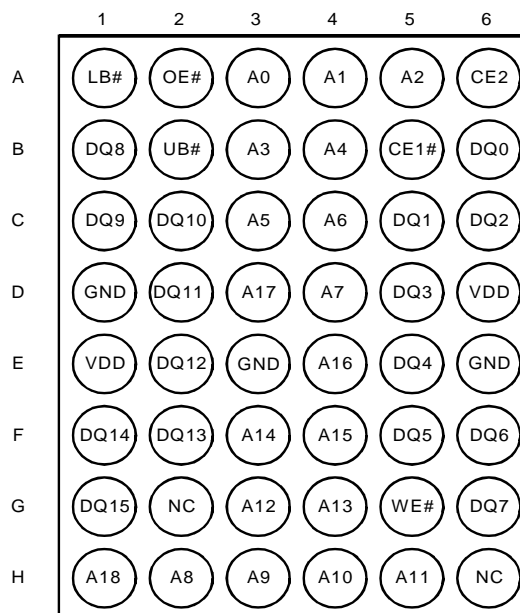 1 2 3 4 5 6
A LB# OE# A0 A1 A2 CE2
B DQ8 UB# A3 A4 CE1# DQ0
C DQ9 DQ10 A5 A6 DQ1 DQ2
D GND DQ11 A17 A7 DQ3 VDD
E VDD DQ12 GND A16 DQ4 GND
F DQ14 DQ13 A14 A15 DQ5 DQ6
G DQ15 NC A12 A13 WE# DQ7
H A18 A8 A9 A10 A11 NC